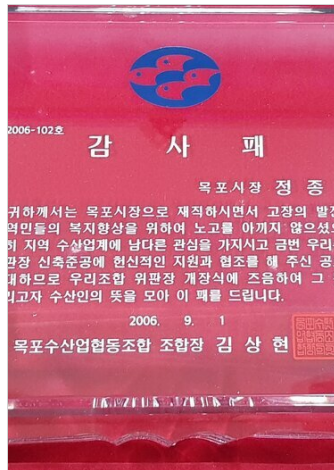 2006-102호
감 사 패
목포시장 정 종
귀하께서는 목포시장으로 재직하시면서 고장의 발전
역민들의 복지향상을 위하여 노고를 아끼지 않으셨으
히 지역 수산업계에 남다른 관심을 가지시고 금번 우리
판장 신축준공에 헌신적인 지원과 협조를 해 주신 공
대하므로 우리조합 위판장 개장식에 즈음하여 그
리고자 수산인의 뜻을 모아 이 패를 드립니다.
2006. 9. 1
목포수산업협동조합 조합장 김 상 현